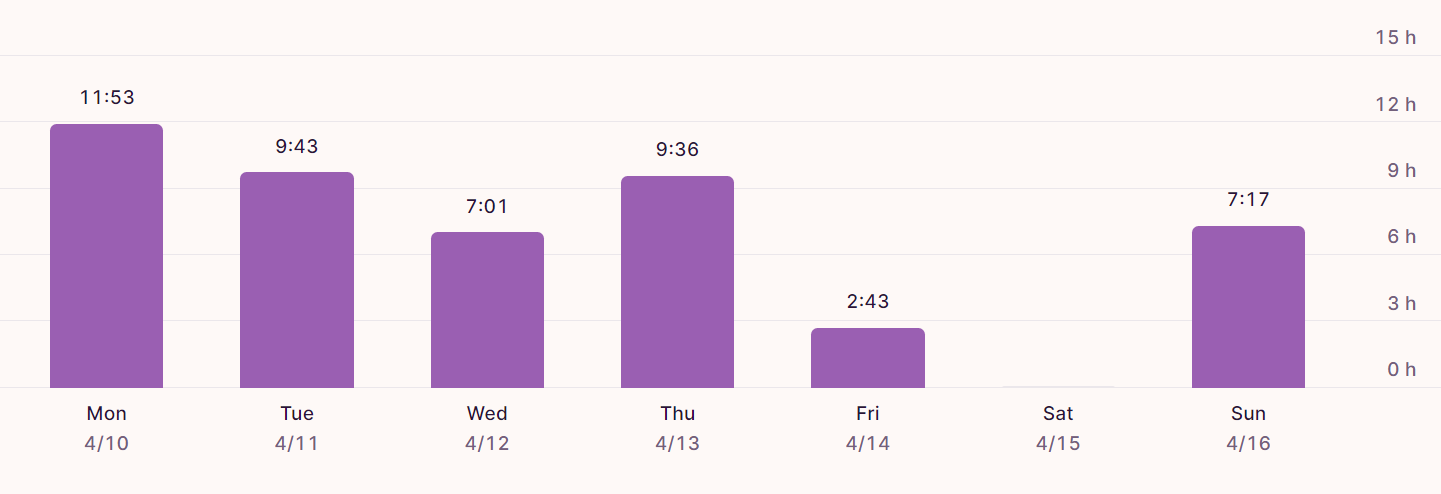 15 h
12 h
9 h
6 h
3 h
0 h
11:53
9:43
7:01
9:36
2:43
7:17
Mon
Tue
Wed
Thu
Fri
Sat
Sun
4/10
4/11
4/12
4/13
4/14
4/15
4/16